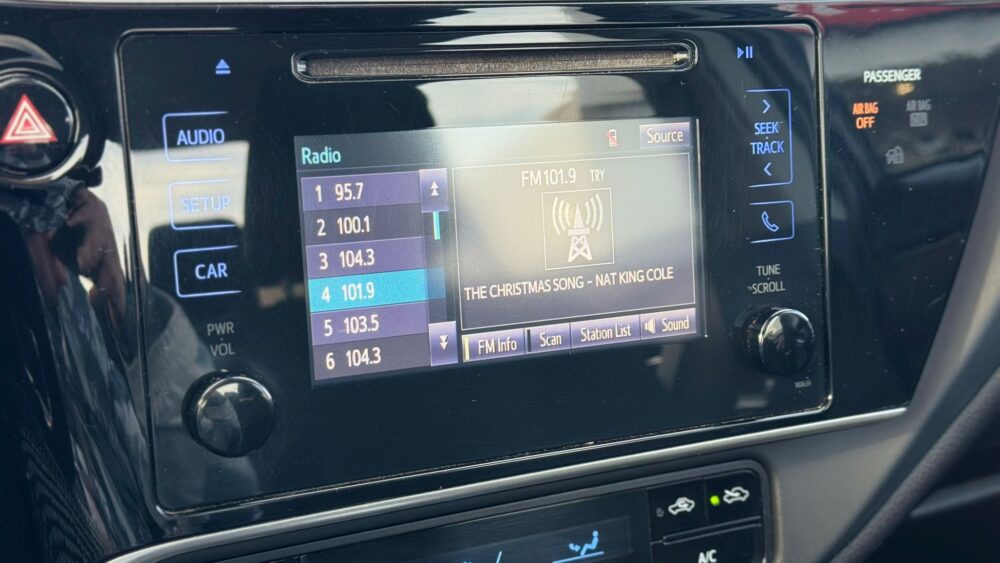 AUDIO
SETUP
CAR
PWR
VOL
Radio
Source
1 95.7
2 100.1
3 104.3
4 101.9
5 103.5
6 104.3
FM 101.9 TRY
THE CHRISTMAS SONG - NAT KING COLE
FM Info
Scan
Station List
Sound
SEEK
TRACK
TUNE
SCROLL
PASSENGER
AIR BAG
OFF
AIR BAG
ON
A/C